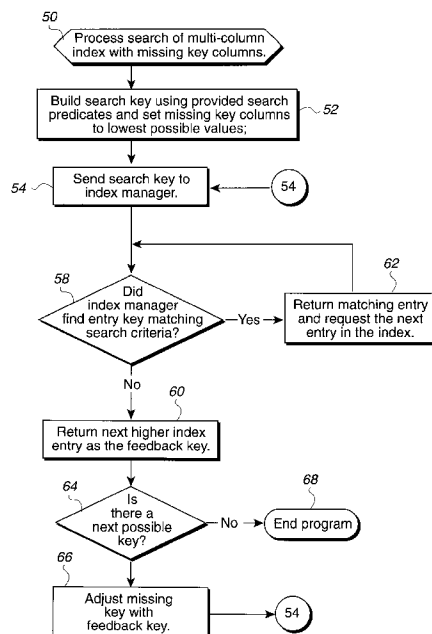 50
Process search of multi-column
index with missing key columns.
Build search key using provided search
predicates and set missing key columns
to lowest possible values;
52
54
Send search key to
index manager.
54
58
Did
index manager
find entry key matching
search criteria?
Yes
62
Return matching entry
and request the next
entry in the index.
No
60
Return next higher index
entry as the feedback key.
64
Is
there a
next possible
key?
No
68
End program
66
Adjust missing
key with
feedback key.
54